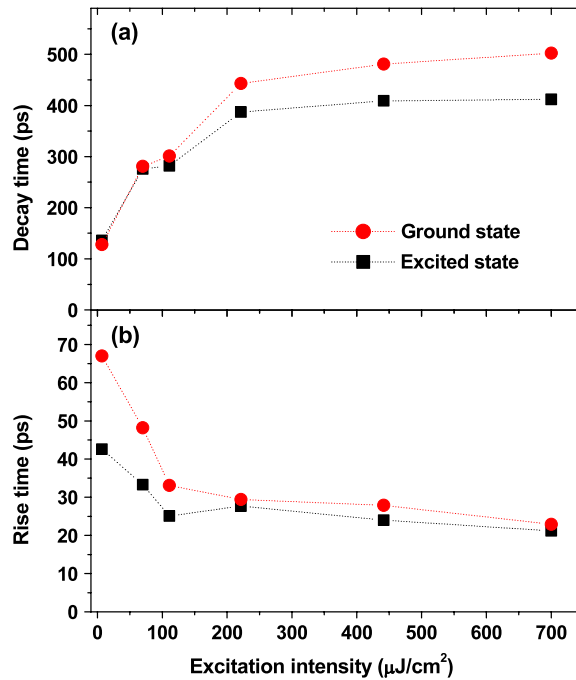 (a)
500
400
300
200
100
0
Decay time (ps)
Ground state
Excited state
(b)
70
60
50
40
30
20
10
0
Rise time (ps)
0 100 200 300 400 500 600 700
Excitation intensity (μJ/cm²)